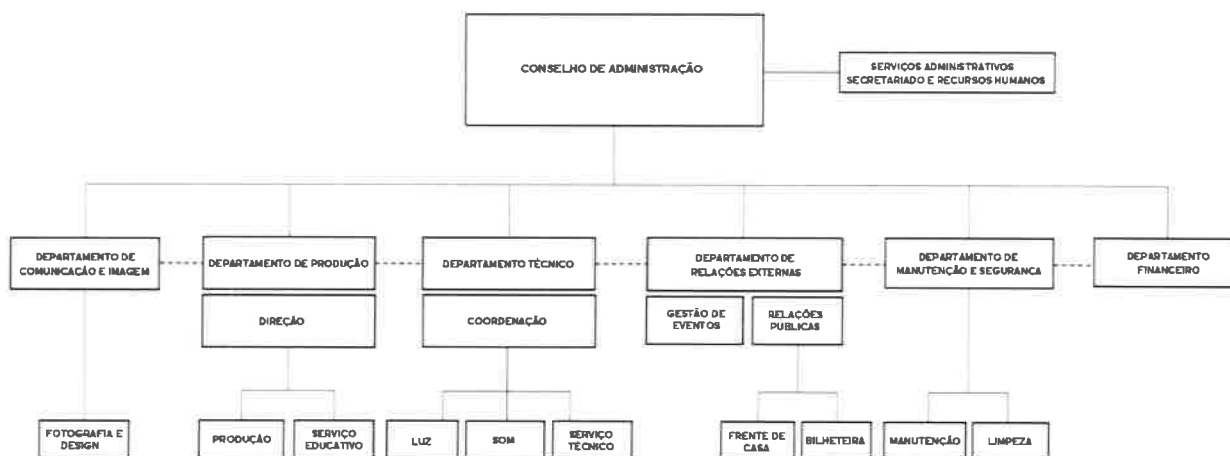 CONSELHO DE ADMINISTRAÇÃO
SERVIÇOS ADMINISTRATIVOS
SECRETARIADO E RECURSOS HUMANOS
DEPARTAMENTO DE
COMUNICAÇÃO E IMAGEM
DEPARTAMENTO DE PRODUÇÃO
DEPARTAMENTO TÉCNICO
DEPARTAMENTO DE
RELAÇÕES EXTERNAS
DEPARTAMENTO DE
MANUTENÇÃO E SEGURANCA
DEPARTAMENTO
FINANCEIRO
DIREÇÃO
COORDENAÇÃO
GESTÃO DE
EVENTOS
RELAÇÕES
PUBLICAS
FOTOGRAFIA E
DESIGN
PRODUÇÃO
SERVIÇO
EDUCATIVO
LUZ
SOM
SERVIÇO
TÉCNICO
FRENTE DE
CASA
BILHETEIRA
MANUTENÇÃO
LIMPEZA